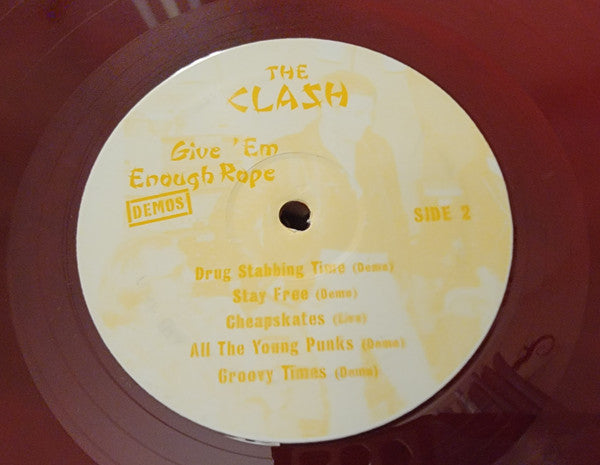 THE
CLASH
Give 'Em
Enough Rope
DEMOS
SIDE 2
Drug Stabbing Time (Demo)
Stay Free (Demo)
Cheapskates (Live)
All The Young Punks (Demo)
Groovy Times (Demo)